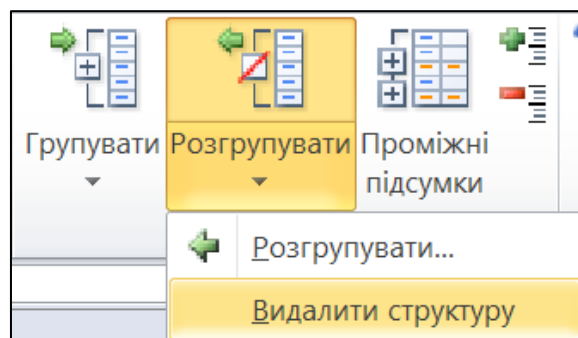 Групувати Розгрупувати Проміжні
підсумки
Розгрупувати...
Видалити структуру